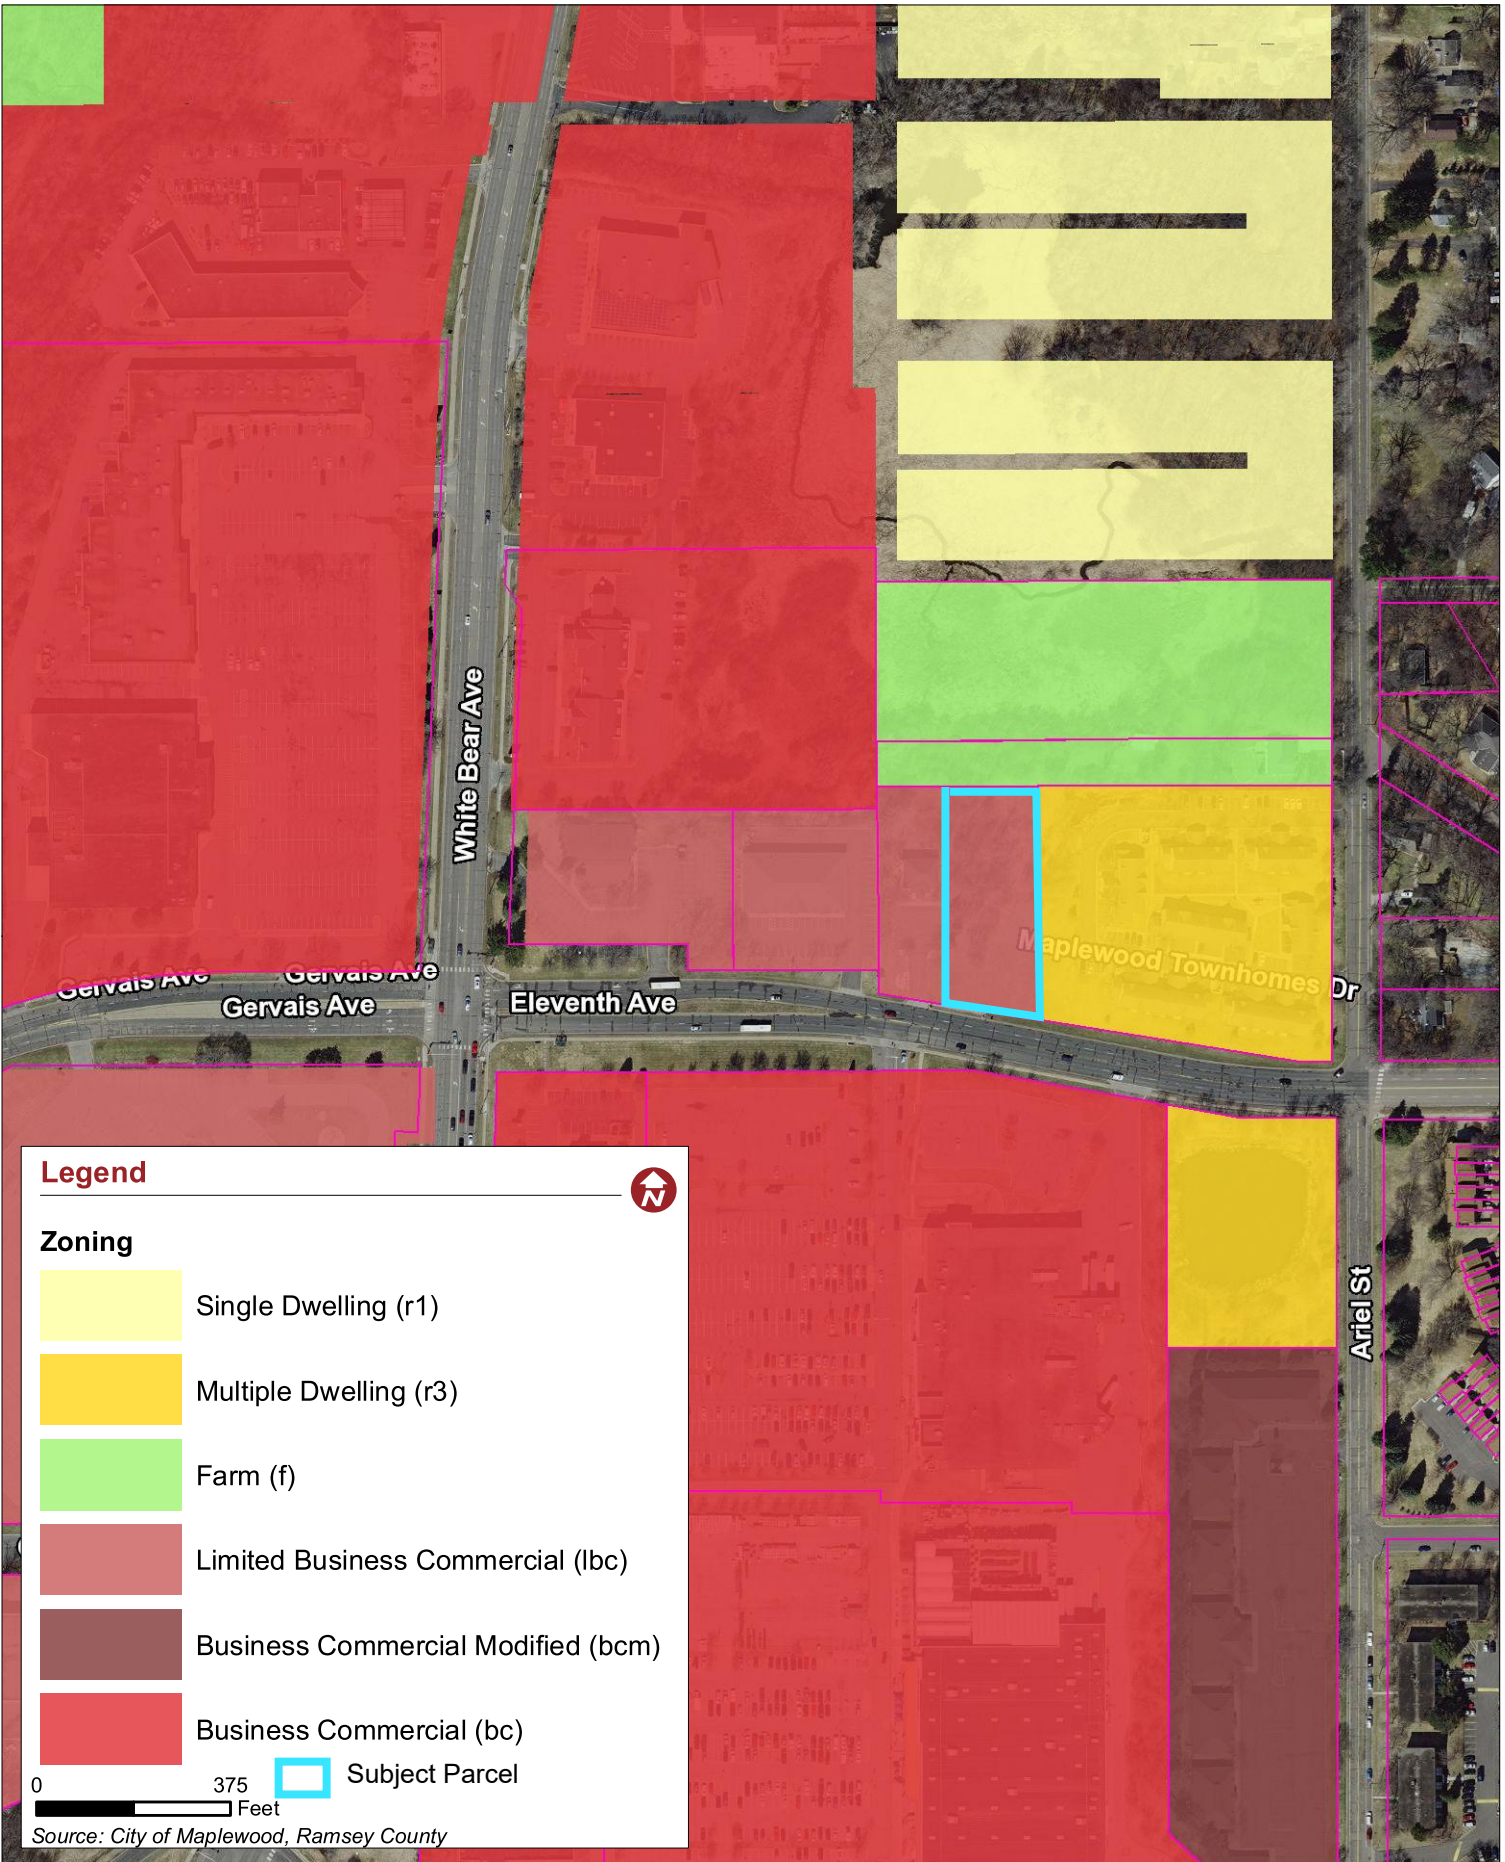 White Bear Ave
Maplewood Townhomes Dr
Gervais Ave
Gervais Ave
Gervais Ave
Eleventh Ave
Ariel St
Legend
N
Zoning
Single Dwelling (r1)
Multiple Dwelling (r3)
Farm (f)
Limited Business Commercial (lbc)
Business Commercial Modified (bcm)
Business Commercial (bc)
Subject Parcel
0 375
Feet
Source: City of Maplewood, Ramsey County